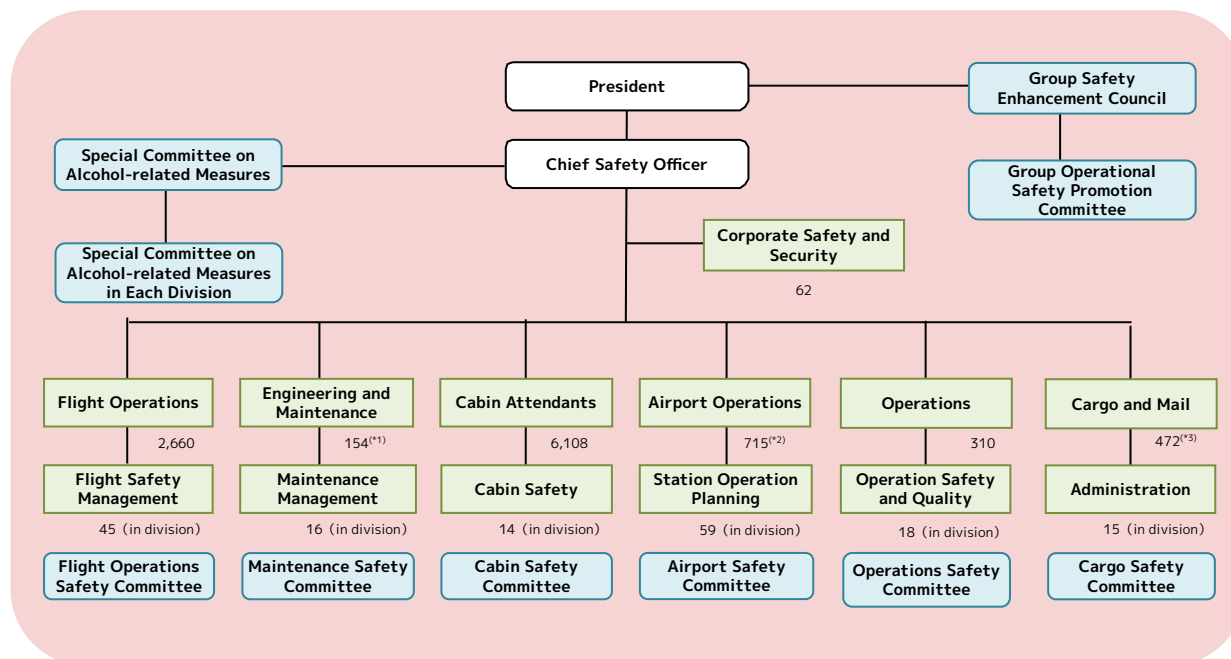 President
Group Safety
Enhancement Council
Special Committee on
Alcohol-related Measures
Chief Safety Officer
Group Operational
Safety Promotion
Committee
Special Committee on
Alcohol-related Measures
in Each Division
Corporate Safety and
Security
62
Flight Operations
Engineering and
Maintenance
Cabin Attendants
Airport Operations
Operations
Cargo and Mail
2,660
154(*1)
6,108
715(*2)
310
472(*3)
Flight Safety
Management
Maintenance
Management
Cabin Safety
Station Operation
Planning
Operation Safety
and Quality
Administration
45 (in division)
16 (in division)
14 (in division)
59 (in division)
18 (in division)
15 (in division)
Flight Operations
Safety Committee
Maintenance Safety
Committee
Cabin Safety
Committee
Airport Safety
Committee
Operations Safety
Committee
Cargo Safety
Committee